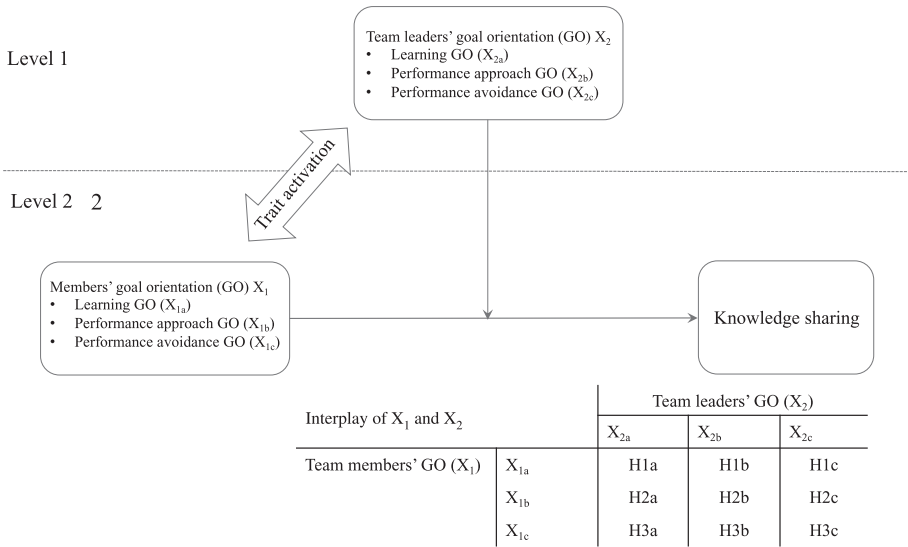 Team leaders’ goal orientation (GO) X₂
• Learning GO (X₂ₐ)
• Performance approach GO (X₂b)
• Performance avoidance GO (X₂c)
Level 1
Trait activation
Level 2 2
Members’ goal orientation (GO) X₁
• Learning GO (X₁ₐ)
• Performance approach GO (X₁b)
• Performance avoidance GO (X₁c)
Knowledge sharing
Interplay of X₁ and X₂
Team leaders’ GO (X₂)
X₂ₐ X₂b X₂c
Team members’ GO (X₁) X₁ₐ H1a H1b H1c
X₁b H2a H2b H2c
X₁c H3a H3b H3c